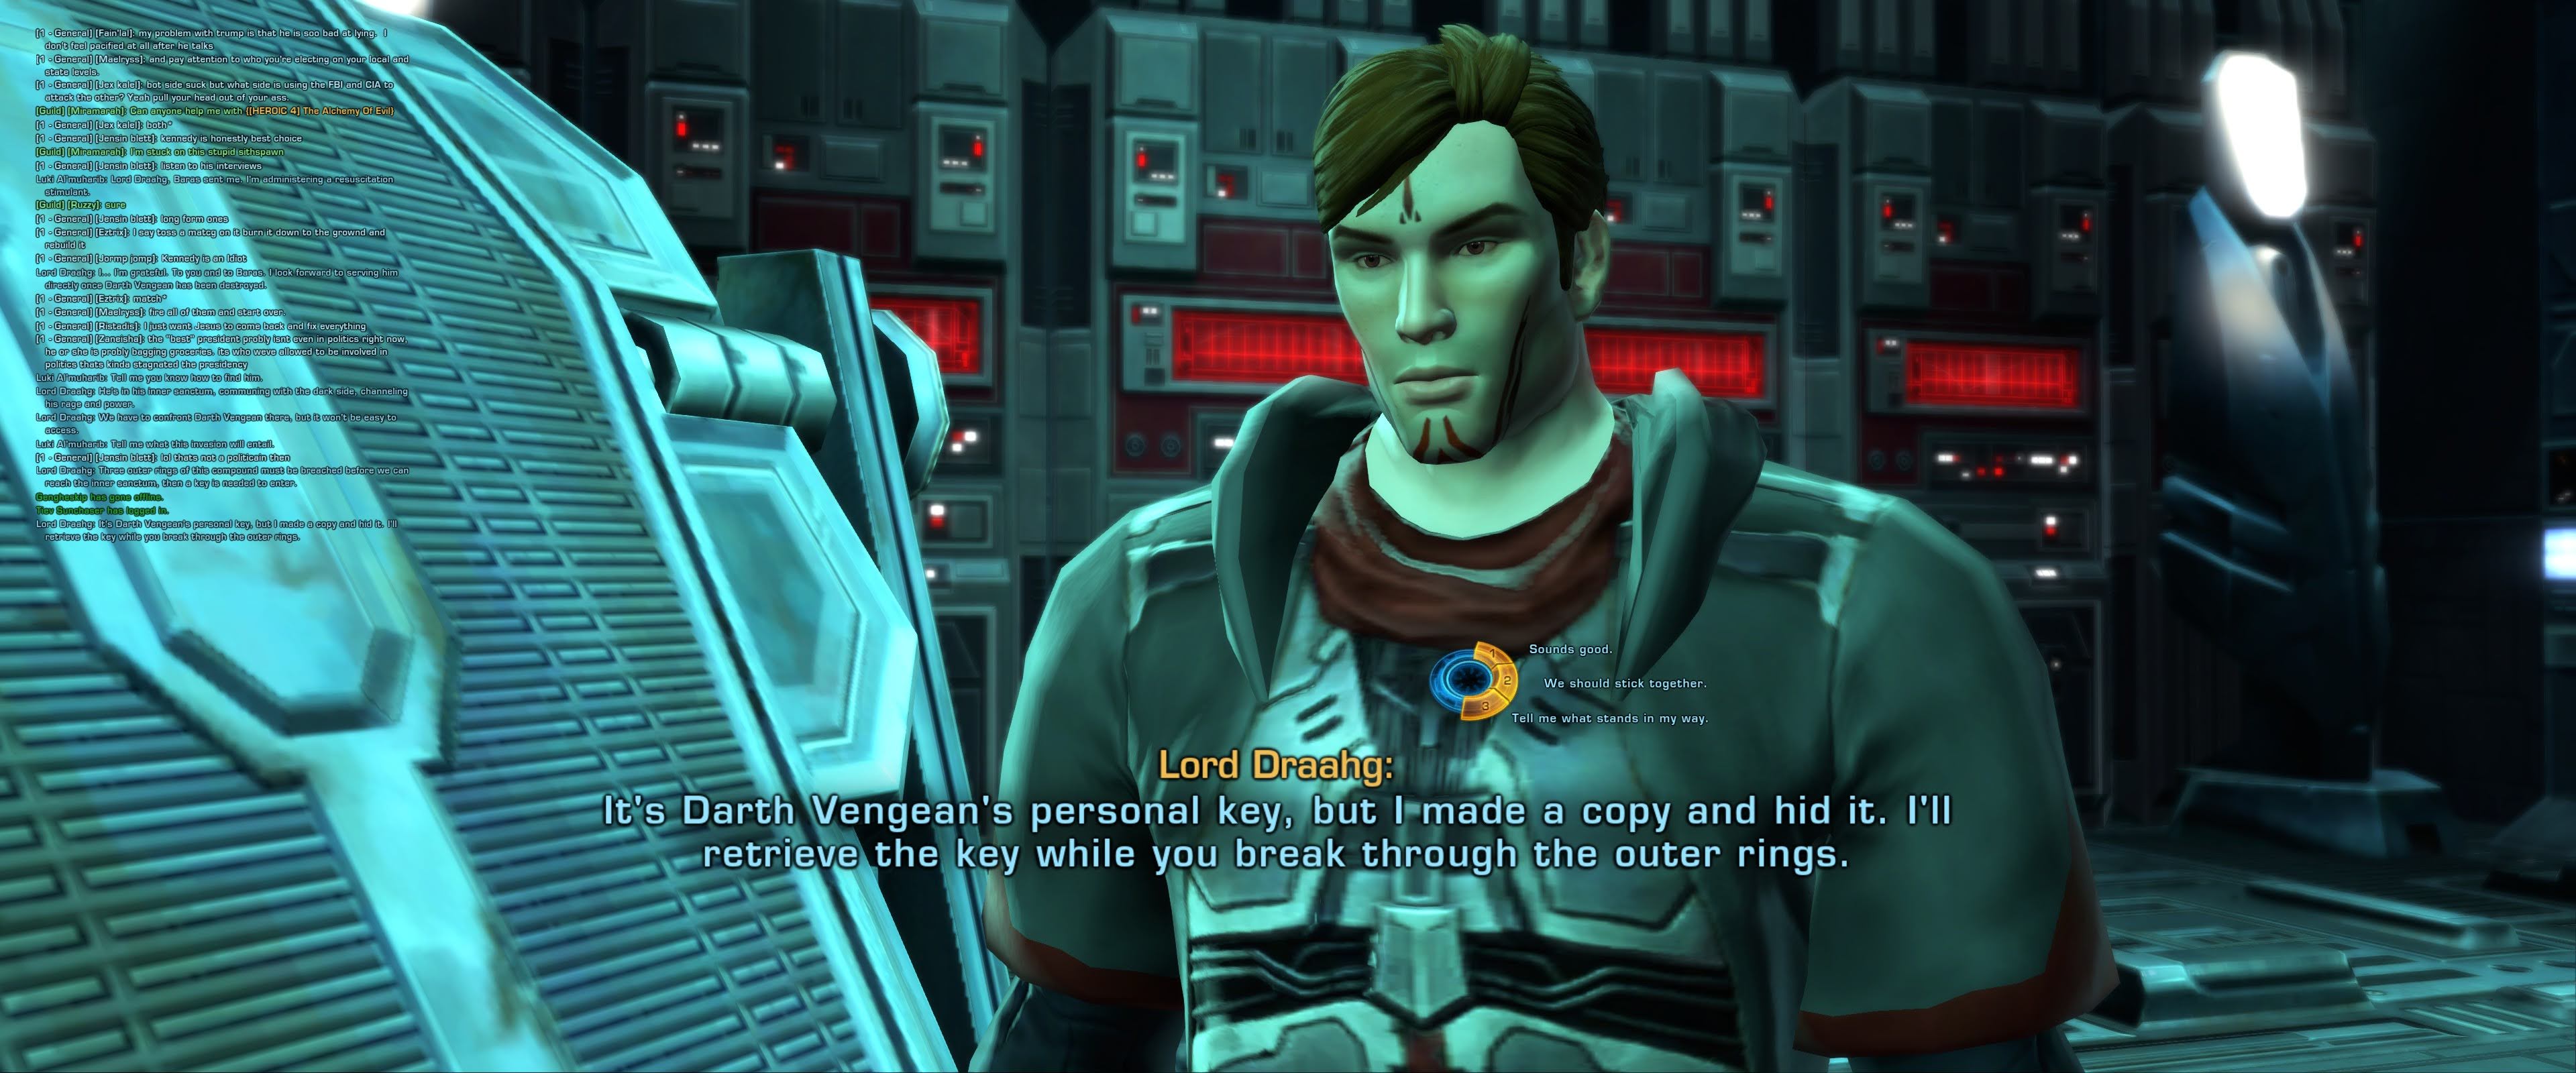 [1 - General] [Fain'lal]: my problem with trump is that he is soo bad at lying.  I
don't feel pacified at all after he talks
[1 - General] [Maelryss]: and pay attention to who you're electing on your local and
state levels.
[1 - General] [Jex kalel]: bot side suck but what side is using the FBI and CIA to
attack the other? Yeah pull your head out of your ass.
[Guild] [Miramarah]: Can anyone help me with {[HEROIC 4] The Alchemy Of Evil}
[1 - General] [Jex kalel]: both*
[1 - General] [Jensin blett]: kennedy is honestly best choice
[Guild] [Miramarah]: I'm stuck on this stupid sithspawn
[1 - General] [Jensin blett]: listen to his interviews
Luki Al'muharib: Lord Draahg, Baras sent me. I'm administering a resuscitation
stimulant.
[Guild] [Ruzzy]: sure
[1 - General] [Jensin blett]: long form ones
[1 - General] [Eztrix]: I say toss a matcg on it burn it down to the grownd and
rebuild it
[1 - General] [Jormp jomp]: Kennedy is an Idiot
Lord Draahg: I... I'm grateful. To you and to Baras. I look forward to serving him
directly once Darth Vengean has been destroyed.
[1 - General] [Eztrix]: match*
[1 - General] [Maelryss]: fire all of them and start over.
[1 - General] [Ristadis]: I just want Jesus to come back and fix everything
[1 - General] [Zaneisha]: the "best" president probly isnt even in politics right now,
he or she is probly bagging groceries. its who weve allowed to be involved in
politics thats kinda stagnated the presidency
Luki Al'muharib: Tell me you know how to find him.
Lord Draahg: He's in his inner sanctum, communing with the dark side, channeling
his rage and power.
Lord Draahg: We have to confront Darth Vengean there, but it won't be easy to
access.
Luki Al'muharib: Tell me what this invasion will entail.
[1 - General] [Jensin blett]: lol thats not a politicain then
Lord Draahg: Three outer rings of this compound must be breached before we can
reach the inner sanctum, then a key is needed to enter.
Gengheskip has gone offline.
Tiev Sunchaser has logged in.
Lord Draahg: It's Darth Vengean's personal key, but I made a copy and hid it. I'll
retrieve the key while you break through the outer rings.
1 Sounds good.
2 We should stick together.
3 Tell me what stands in my way.
Lord Draahg:
It's Darth Vengean's personal key, but I made a copy and hid it. I'll
retrieve the key while you break through the outer rings.